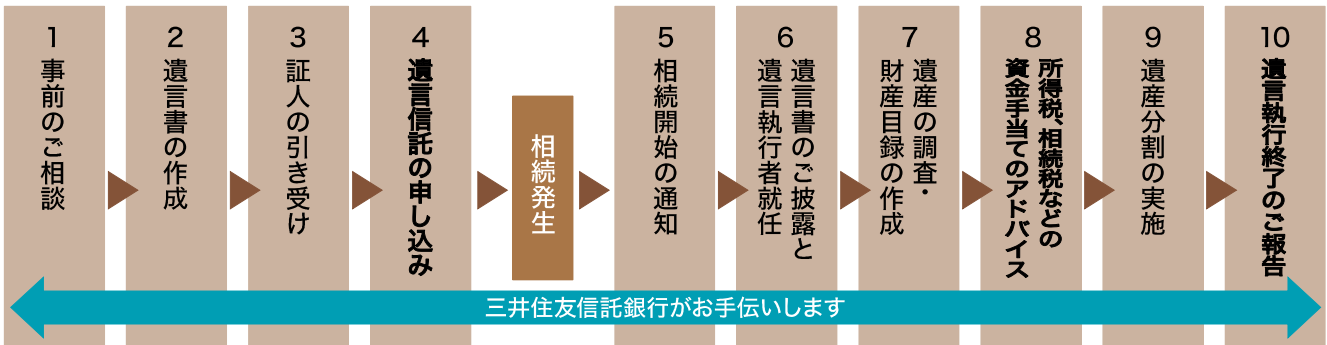 1
事前のご相談
2
遺言書の作成
3
証人の引き受け
4
遺言信託の申し込み
相続発生
5
相続開始の通知
6
遺言書のご披露と
遺言執行者就任
7
遺産の調査・
財産目録の作成
8
所得税、相続税などの
資金手当てのアドバイス
9
遺産分割の実施
10
遺言執行終了のご報告
三井住友信託銀行がお手伝いします